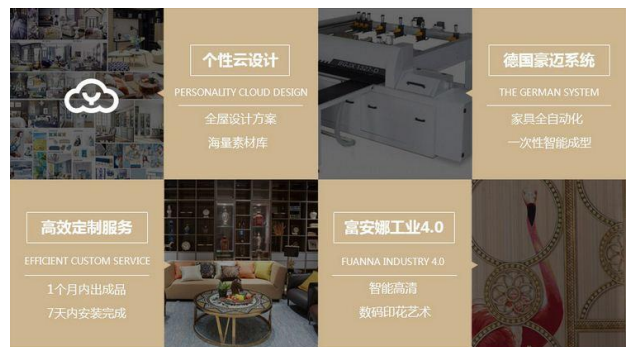 个性云设计
PERSONALITY CLOUD DESIGN
全屋设计方案
海量素材库
德国豪迈系统
THE GERMAN SYSTEM
家具全自动化
一次性智能成型
高效定制服务
EFFICIENT CUSTOM SERVICE
1个月内出成品
7天内安装完成
富安娜工业4.0
FUANNA INDUSTRY 4.0
智能高清
数码印花艺术